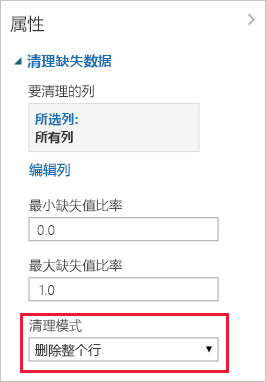 属性
清理缺失数据
要清理的列
所选列:
所有列
编辑列
最小缺失值比率
0.0
最大缺失值比率
1.0
清理模式
删除整个行